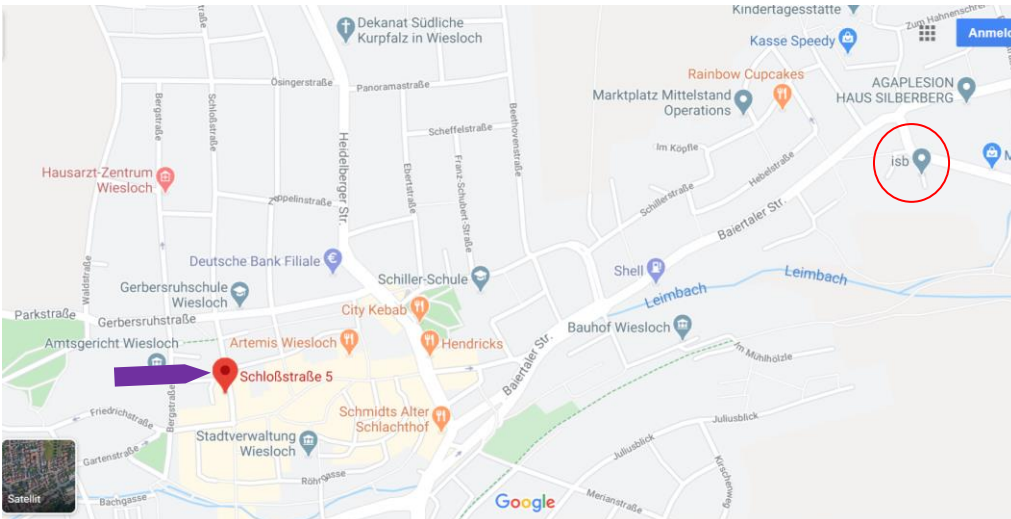 Kindertagesstätte
Zum Hahnenschrei
Dekanat Südliche
Kurpfalz in Wiesloch
Kasse Speedy
Anmeld
Rainbow Cupcakes
AGAPLESION
HAUS SILBERBERG
Marktplatz Mittelstand
Operations
Ösingerstraße
Panoramastraße
Bergstraße
Schloßstraße
Beethovenstraße
Scheffelstraße
Heidelberger Str.
Im Köpfle
isb
M
Hausarzt-Zentrum
Wiesloch
Ebertstraße
Franz-Schubert-Straße
Hebelstraße
Schillerstraße
Zeppelinstraße
Baiertaler Str.
Deutsche Bank Filiale
Waldstraße
Schiller-Schule
Shell
Leimbach
Leimbach
Gerbersruhschule
Wiesloch
City Kebab
Parkstraße
Gerbersruhstraße
Bauhof Wiesloch
Amtsgericht Wiesloch
Artemis Wiesloch
Hendricks
Im Mühlhölzle
Baiertaler Str.
Schloßstraße 5
Bergstraße
Friedrichstraße
Schmidts Alter
Schlachthof
Juliusblick
Stadtverwaltung
Wiesloch
Juliusblick
Gartenstraße
Kirschenweg
Röhrgasse
Satellit
Bachgasse
Google
Merianstraße